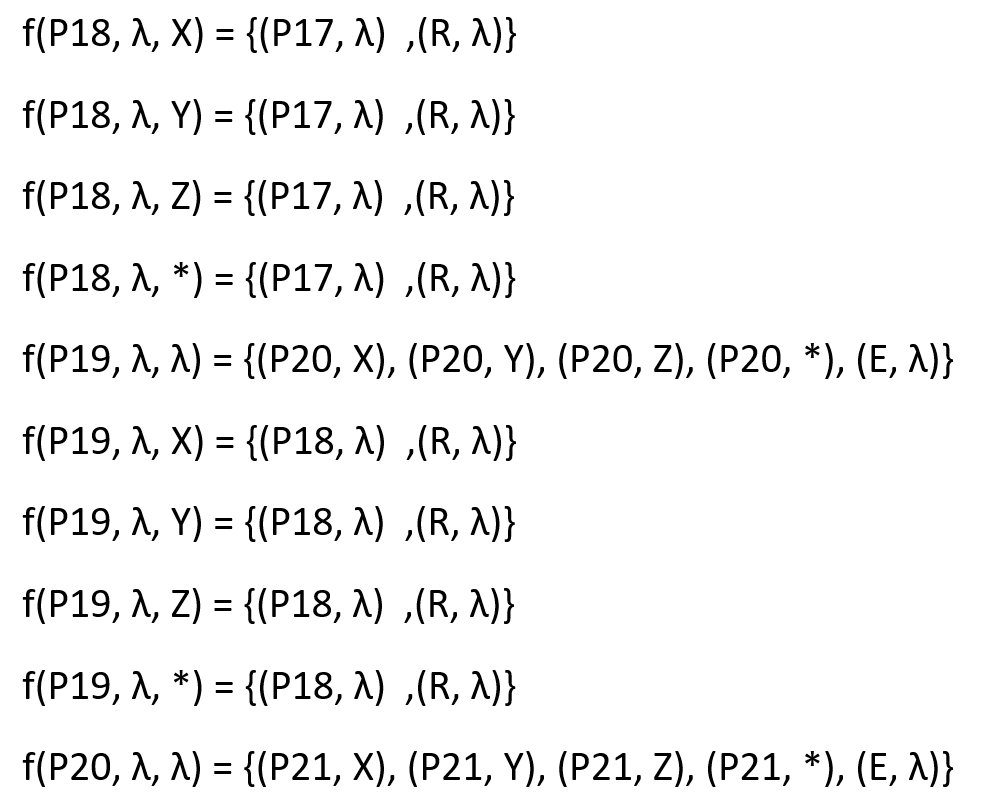 f(P18, λ, X) = {(P17, λ) ,(R, λ)}
f(P18, λ, Y) = {(P17, λ) ,(R, λ)}
f(P18, λ, Z) = {(P17, λ) ,(R, λ)}
f(P18, λ, *) = {(P17, λ) ,(R, λ)}
f(P19, λ, λ) = {(P20, X), (P20, Y), (P20, Z), (P20, *), (E, λ)}
f(P19, λ, X) = {(P18, λ) ,(R, λ)}
f(P19, λ, Y) = {(P18, λ) ,(R, λ)}
f(P19, λ, Z) = {(P18, λ) ,(R, λ)}
f(P19, λ, *) = {(P18, λ) ,(R, λ)}
f(P20, λ, λ) = {(P21, X), (P21, Y), (P21, Z), (P21, *), (E, λ)}